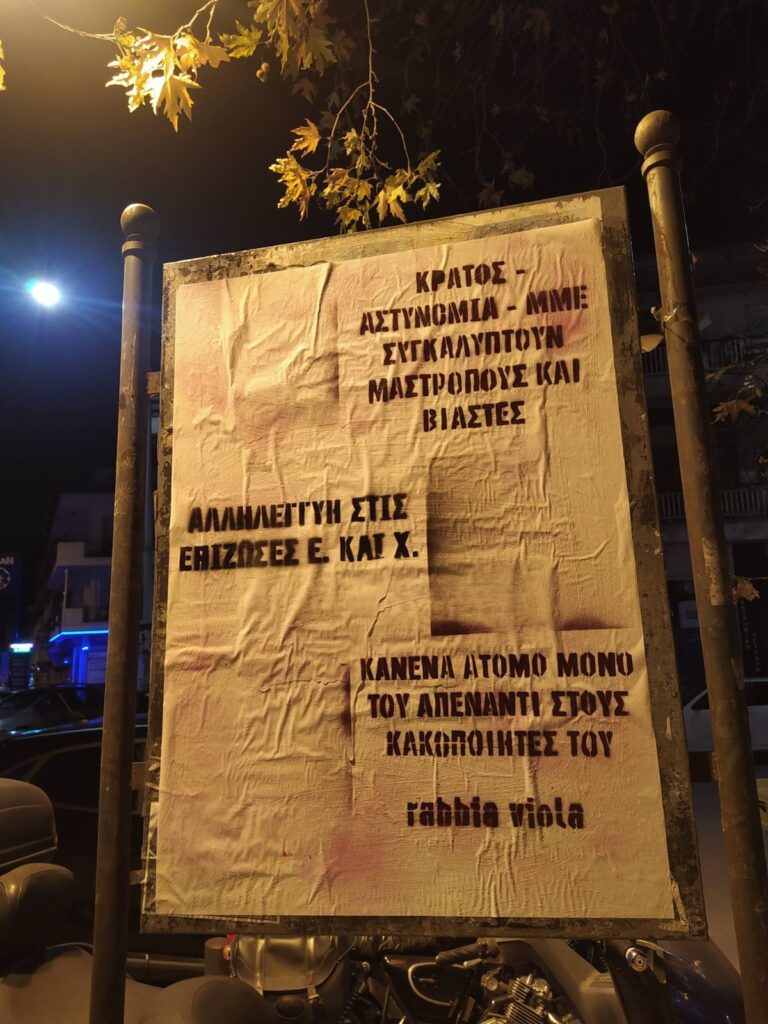 ΚΡΑΤΟΣ -
ΑΣΤΥΝΟΜΙΑ - ΜΜΕ
ΣΥΓΚΑΛΥΠΤΟΥΝ
ΜΑΣΤΡΟΠΟΥΣ ΚΑΙ
ΒΙΑΣΤΕΣ
ΑΛΛΗΛΕΓΓΥΗ ΣΤΙΣ
ΕΠΙΖΩΣΕΣ Ε. ΚΑΙ Χ.
ΚΑΝΕΝΑ ΑΤΟΜΟ ΜΟΝΟ
ΤΟΥ ΑΠΕΝΑΝΤΙ ΣΤΟΥΣ
ΚΑΚΟΠΟΙΗΤΕΣ ΤΟΥ
rabbia viola